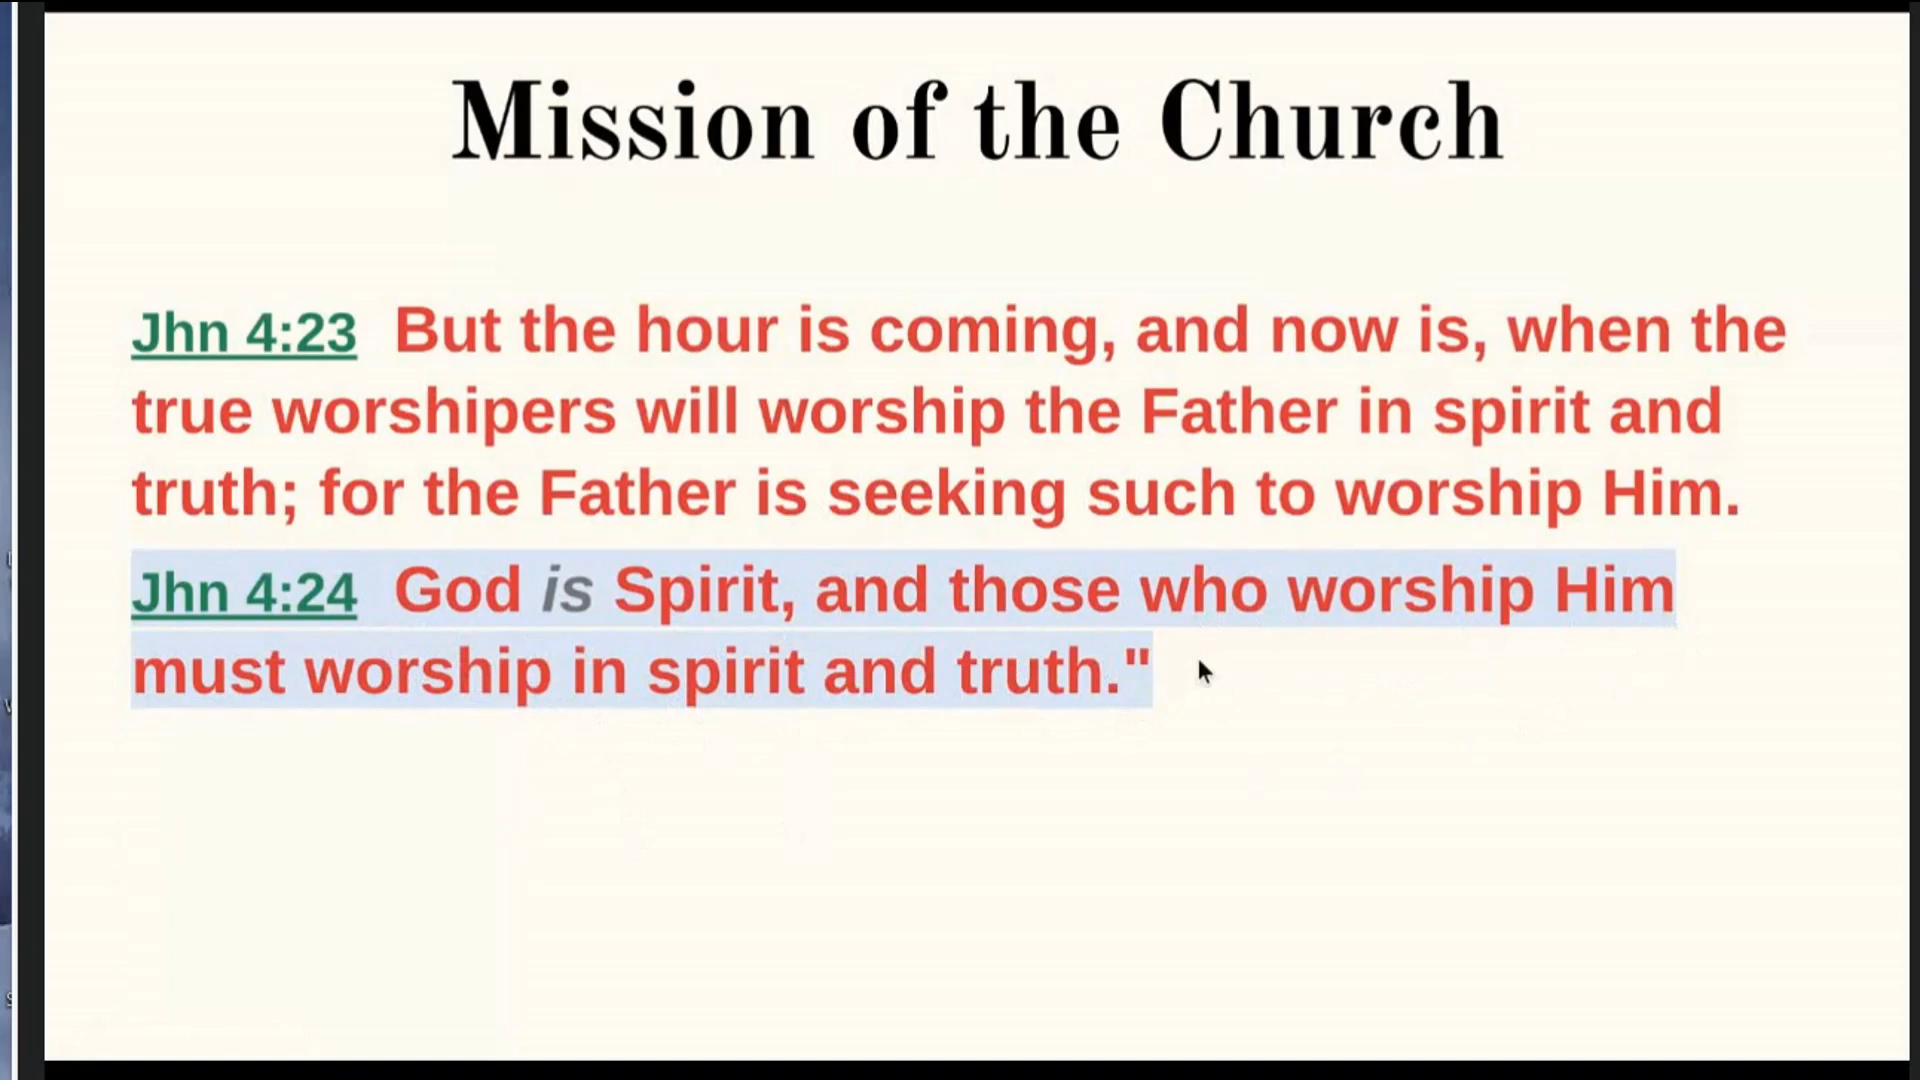 Mission of the Church
Jhn 4:23 But the hour is coming, and now is, when the
true worshipers will worship the Father in spirit and
truth; for the Father is seeking such to worship Him.
Jhn 4:24 God is Spirit, and those who worship Him
must worship in spirit and truth."